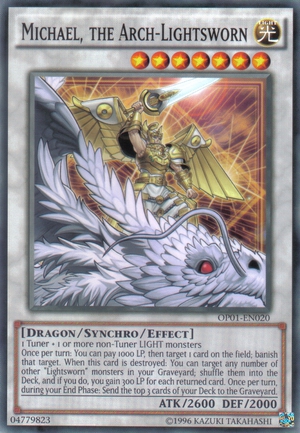 MICHAEL, THE ARCH-LIGHTSWORN
LIGHT
光
OP01-EN020
[DRAGON/SYNCHRO/EFFECT]
1 Tuner + 1 or more non-Tuner LIGHT monsters
Once per turn: You can pay 1000 LP, then target 1 card on the field; banish
that target. When this card is destroyed: You can target any number of
other "Lightsworn" monsters in your Graveyard; shuffle them into the
Deck, and if you do, you gain 300 LP for each returned card. Once per turn,
during your End Phase: Send the top 3 cards of your Deck to the Graveyard.
ATK/2600 DEF/2000
04779823
©1996 KAZUKI TAKAHASHI